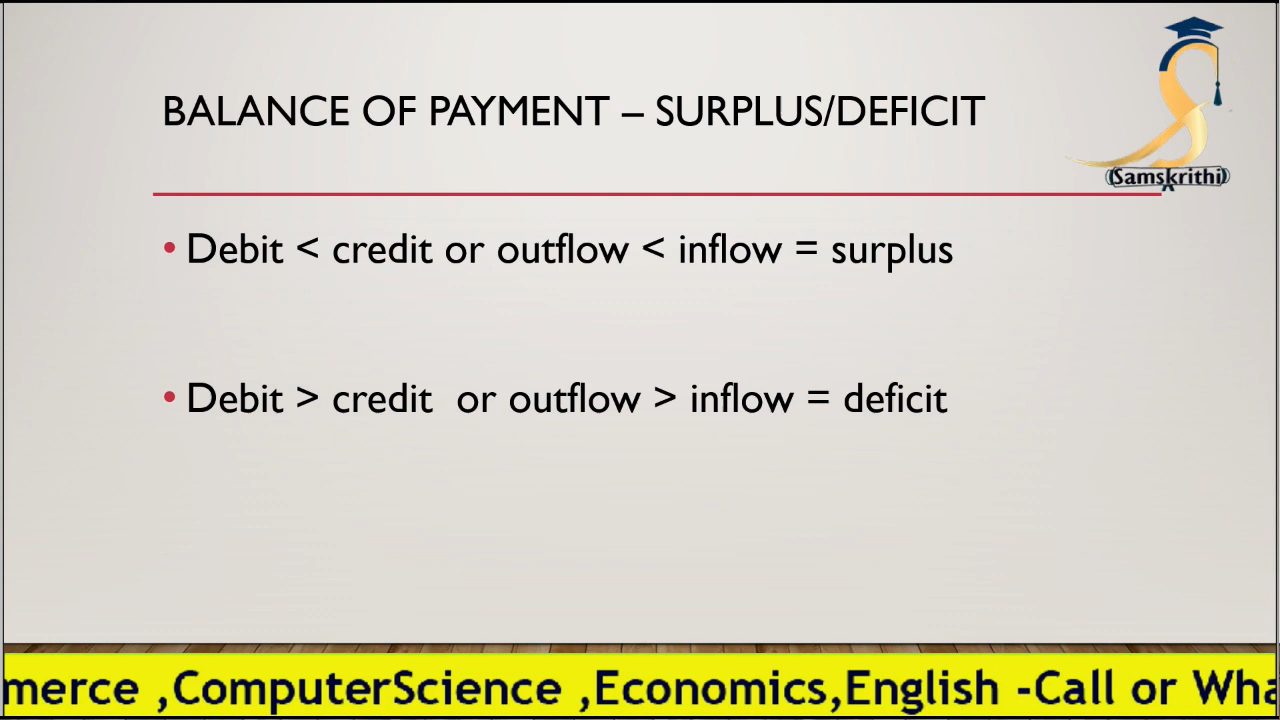 BALANCE OF PAYMENT – SURPLUS/DEFICIT
(Samskrithi)
• Debit < credit or outflow < inflow = surplus
• Debit > credit  or outflow > inflow = deficit
merce ,ComputerScience ,Economics,English -Call or Wha